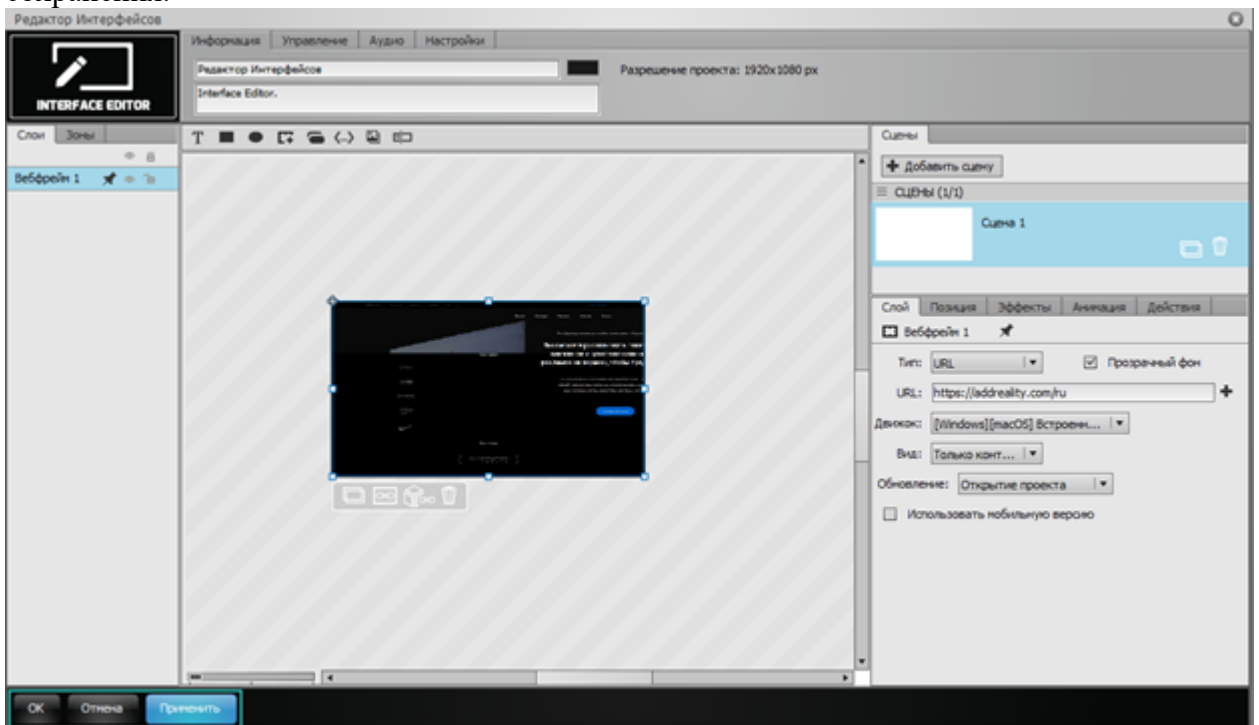 Редактор Интерфейсов
INTERFACE EDITOR
Информация Управление Аудио Настройки
Редактор Интерфейсов
Разрешение проекта: 1920x1080 px
Interface Editor.
Слои Зоны
Вебфрейм 1
Сцены
Добавить сцену
СЦЕНЫ (1/1)
Сцена 1
Слой Позиция Эффекты Анимация Действия
Вебфрейм 1
Тип: URL Прозрачный фон
URL: https://addreality.com/ru
Движок: [Windows][macOS] Встроенн...
Вид: Только конт...
Обновление: Открытие проекта
Использовать мобильную версию
OK Отмена Применить